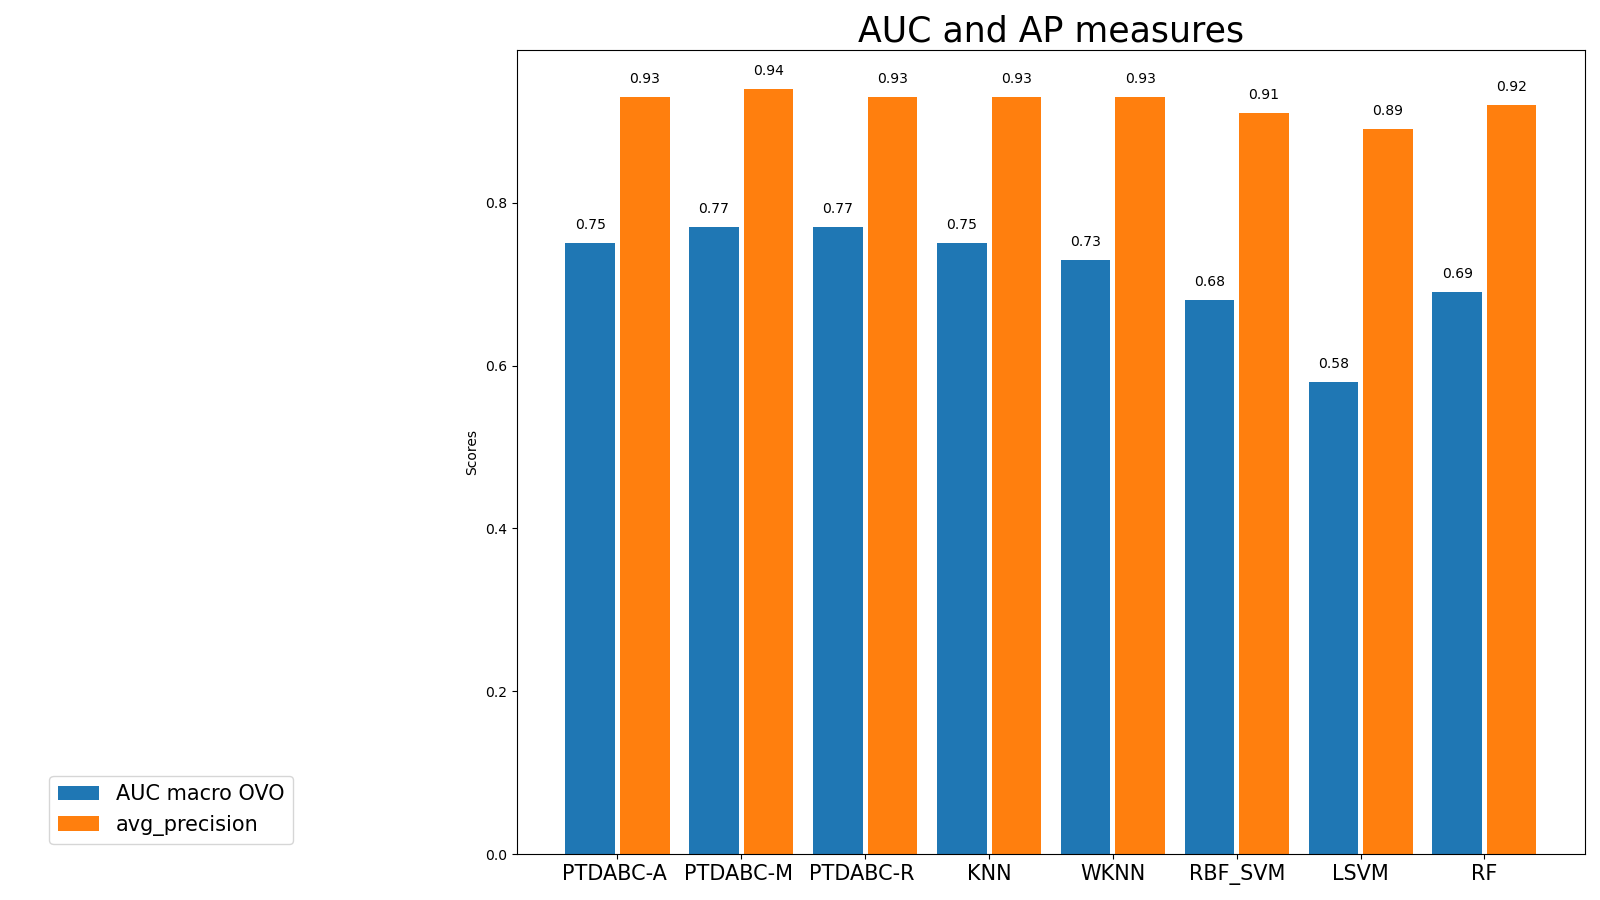 AUC and AP measures
0.93 0.94 0.93 0.93 0.93 0.91 0.89 0.92
0.75 0.77 0.77 0.75 0.73 0.68 0.58 0.69
Scores
0.8
0.6
0.4
0.2
0.0
PTDABC-A PTDABC-M PTDABC-R KNN WKNN RBF_SVM LSVM RF
AUC macro OVO
avg_precision